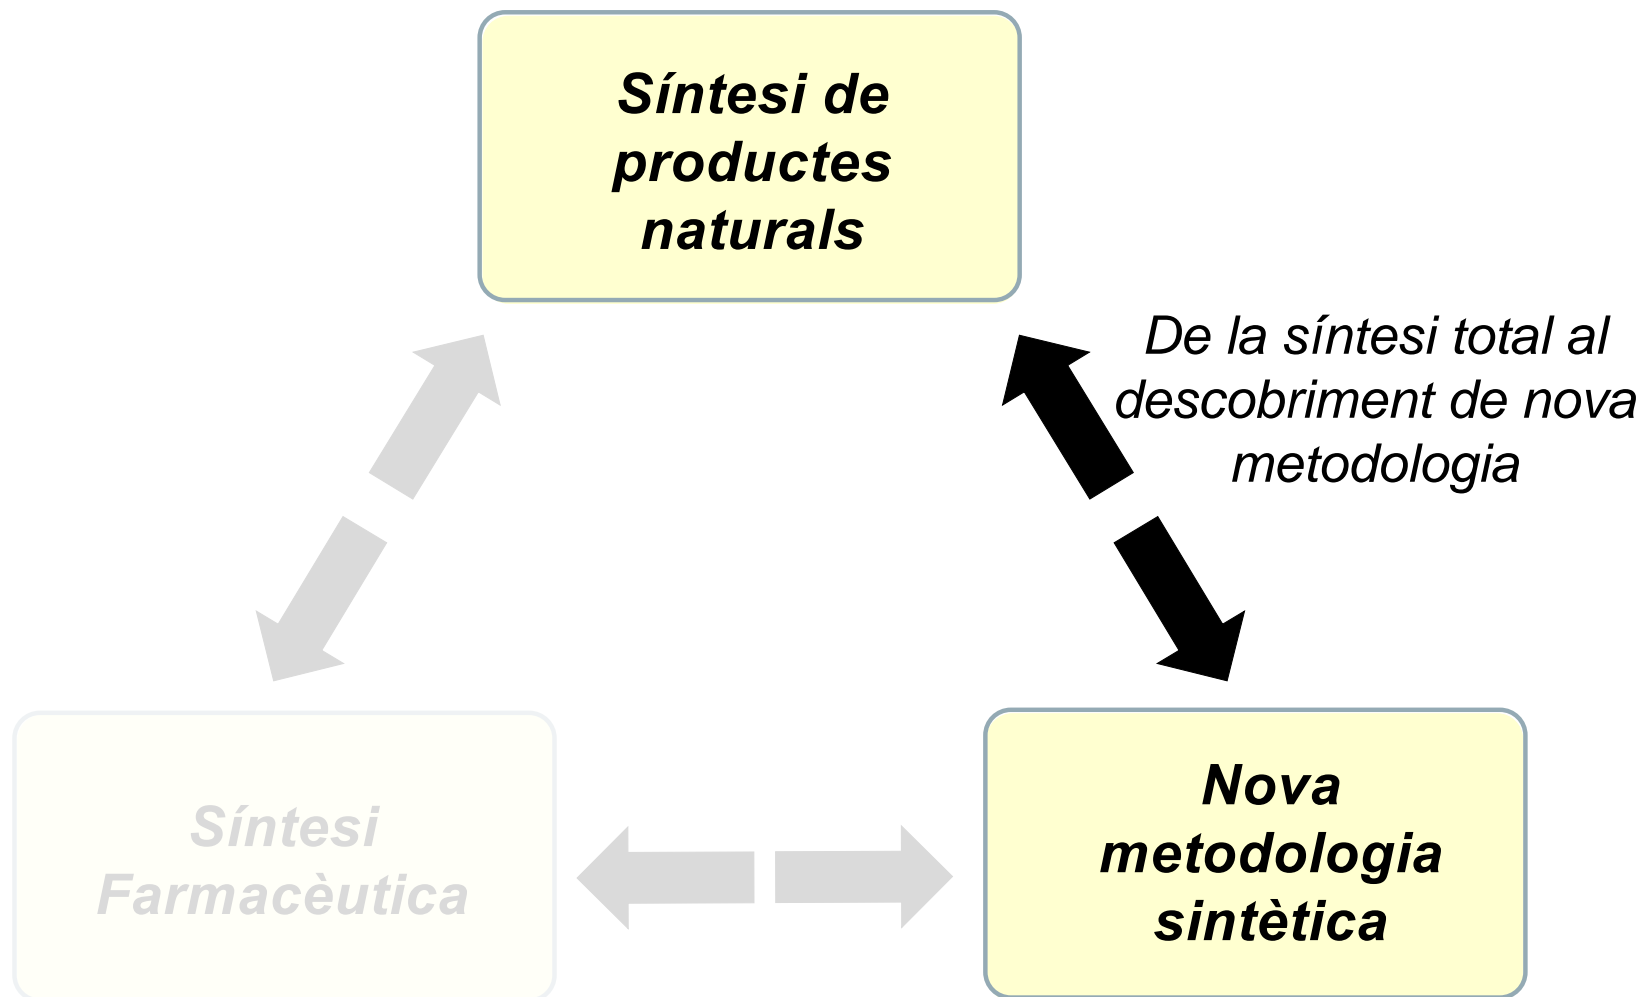 Síntesi de
productes
naturals
De la síntesi total al
descobriment de nova
metodologia
Síntesi
Farmacèutica
Nova
metodologia
sintètica